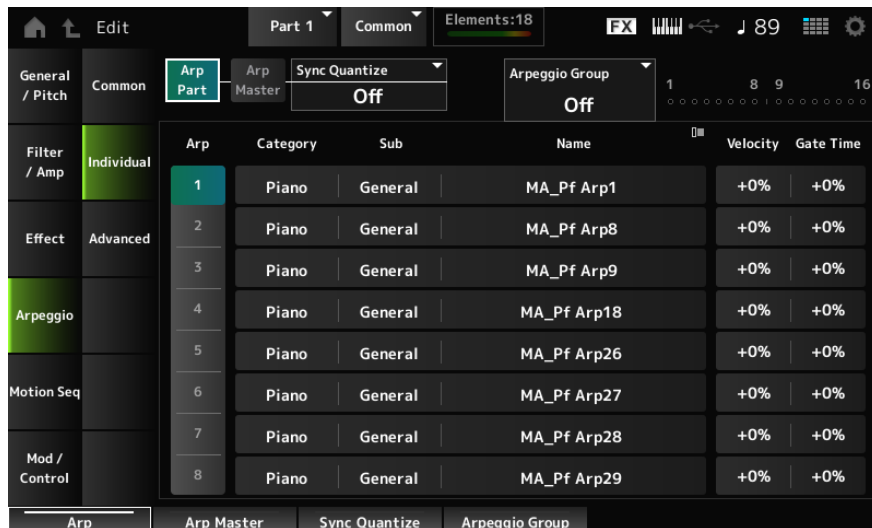 Edit Part 1 Common Elements:18 FX ♩ 89
General / Pitch
Filter / Amp
Effect
Arpeggio
Motion Seq
Mod / Control
Common
Individual
Advanced
Arp Part
Arp Master
Sync Quantize
Off
Arpeggio Group
Off
1 8 9 16
Arp Category Sub Name Velocity Gate Time
1 Piano General MA_Pf Arp1 +0% +0%
2 Piano General MA_Pf Arp8 +0% +0%
3 Piano General MA_Pf Arp9 +0% +0%
4 Piano General MA_Pf Arp18 +0% +0%
5 Piano General MA_Pf Arp26 +0% +0%
6 Piano General MA_Pf Arp27 +0% +0%
7 Piano General MA_Pf Arp28 +0% +0%
8 Piano General MA_Pf Arp29 +0% +0%
Arp Arp Master Sync Quantize Arpeggio Group